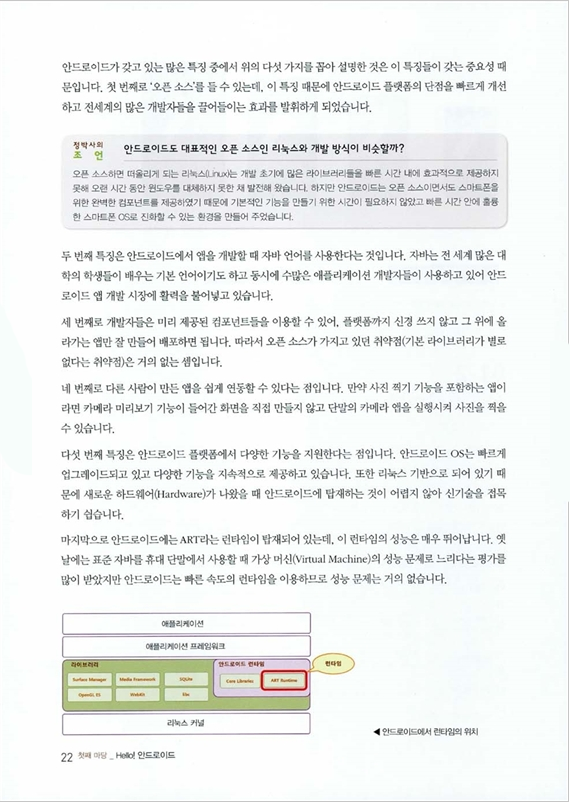 안드로이드가 갖고 있는 많은 특징 중에서 위의 다섯 가지를 꼽아 설명한 것은 이 특징들이 갖는 중요성 때
문입니다. 첫 번째로 '오픈 소스'를 들 수 있는데, 이 특징 때문에 안드로이드 플랫폼의 단점을 빠르게 개선
하고 전세계의 많은 개발자들을 끌어들이는 효과를 발휘하게 되었습니다.
정박사의
조 언
안드로이드도 대표적인 오픈 소스인 리눅스와 개발 방식이 비슷할까?
오픈 소스하면 떠올리게 되는 리눅스(Linux)는 개발 초기에 많은 라이브러리들을 빠른 시간 내에 효과적으로 제공하지
못해 오랜 시간 동안 윈도우를 대체하지 못한 채 발전해 왔습니다. 하지만 안드로이드는 오픈 소스이면서도 스마트폰을
위한 완벽한 컴포넌트를 제공하였기 때문에 기본적인 기능을 만들기 위한 시간이 필요하지 않았고 빠른 시간 안에 훌륭
한 스마트폰 OS로 진화할 수 있는 환경을 만들어 주었습니다.
두 번째 특징은 안드로이드에서 앱을 개발할 때 자바 언어를 사용한다는 것입니다. 자바는 전 세계 많은 대
학의 학생들이 배우는 기본 언어이기도 하고 동시에 수많은 애플리케이션 개발자들이 사용하고 있어 안드
로이드 앱 개발 시장에 활력을 불어넣고 있습니다.
세 번째로 개발자들은 미리 제공된 컴포넌트들을 이용할 수 있어, 플랫폼까지 신경 쓰지 않고 그 위에 올
라가는 앱만 잘 만들어 배포하면 됩니다. 따라서 오픈 소스가 가지고 있던 취약점(기본 라이브러리가 별로
없다는 취약점)은 거의 없는 셈입니다.
네 번째로 다른 사람이 만든 앱을 쉽게 연동할 수 있다는 점입니다. 만약 사진 찍기 기능을 포함하는 앱이
라면 카메라 미리보기 기능이 들어간 화면을 직접 만들지 않고 단말의 카메라 앱을 실행시켜 사진을 찍을
수 있습니다.
다섯 번째 특징은 안드로이드 플랫폼에서 다양한 기능을 지원한다는 점입니다. 안드로이드 OS는 빠르게
업그레이드되고 있고 다양한 기능을 지속적으로 제공하고 있습니다. 또한 리눅스 기반으로 되어 있기 때
문에 새로운 하드웨어(Hardware)가 나왔을 때 안드로이드에 탑재하는 것이 어렵지 않아 신기술을 접목
하기 쉽습니다.
마지막으로 안드로이드에는 ART라는 런타임이 탑재되어 있는데, 이 런타임의 성능은 매우 뛰어납니다. 옛
날에는 표준 자바를 휴대 단말에서 사용할 때 가상 머신(Virtual Machine)의 성능 문제로 느리다는 평가를
많이 받았지만 안드로이드는 빠른 속도의 런타임을 이용하므로 성능 문제는 거의 없습니다.
애플리케이션
애플리케이션 프레임워크
라이브러리
안드로이드 런타임
런타임
Surface Manager
Media Framework
SQLite
Core Libraries
ART Runtime
OpenGL ES
WebKit
Etc
리눅스 커널
◀ 안드로이드에서 런타임의 위치
22 첫째 마당 _ Hello! 안드로이드